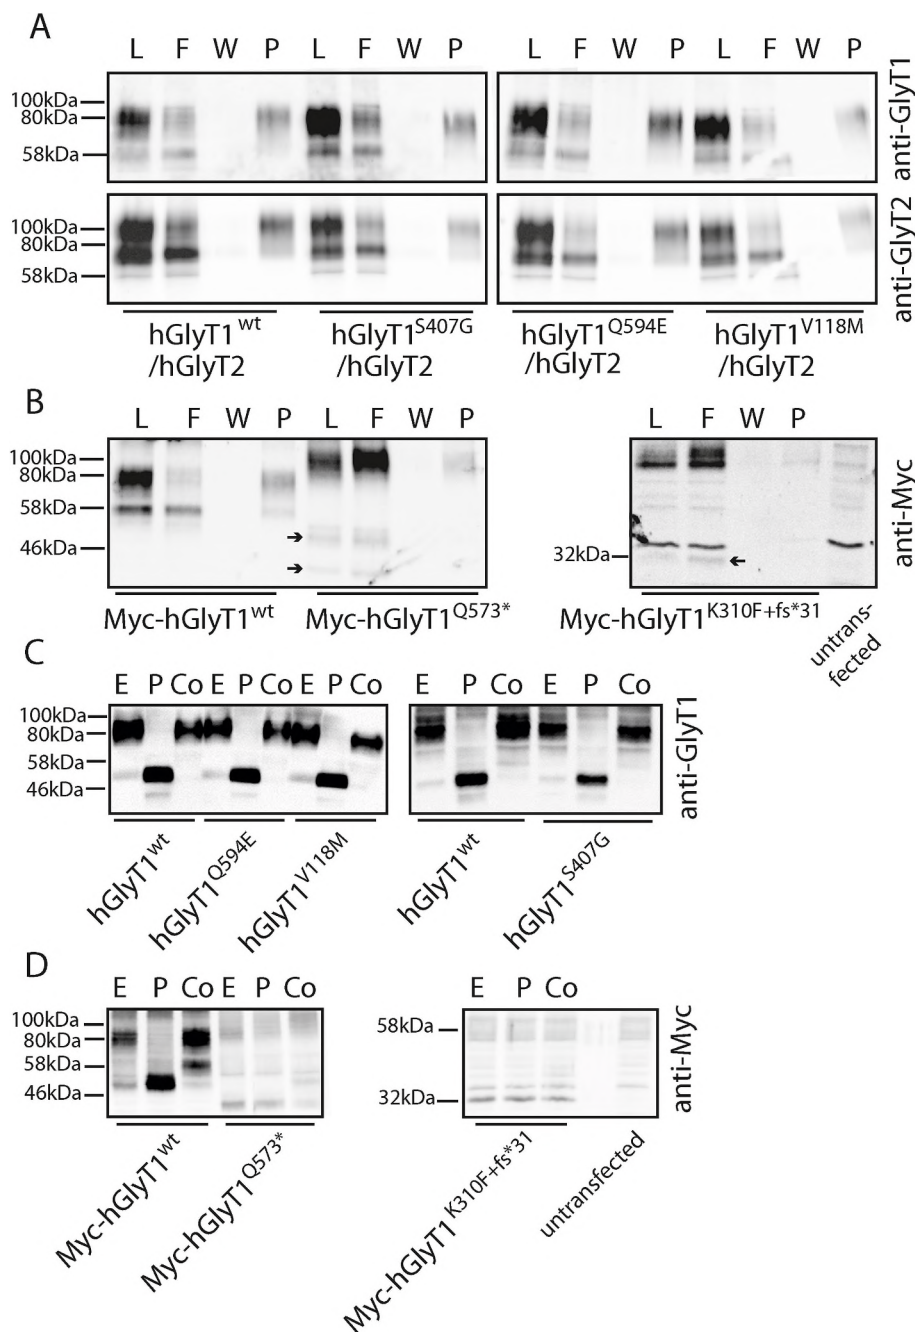 A
L F W P L F W P L F W P L F W P
100kDa
80kDa
58kDa
anti-GlyT1
100kDa
80kDa
58kDa
anti-GlyT2
hGlyT1wt
/hGlyT2
hGlyT1S407G
/hGlyT2
hGlyT1Q594E
/hGlyT2
hGlyT1V118M
/hGlyT2
B
L F W P L F W P L F W P
100kDa
80kDa
58kDa
46kDa
32kDa
anti-Myc
Myc-hGlyT1wt
Myc-hGlyT1Q573*
Myc-hGlyT1K310F+fs*31
untrans-
fected
C
E P Co E P Co E P Co E P Co E P Co
100kDa
80kDa
58kDa
46kDa
anti-GlyT1
hGlyT1wt
hGlyT1Q594E
hGlyT1V118M
hGlyT1wt
hGlyT1S407G
D
E P Co E P Co E P Co
100kDa
80kDa
58kDa
46kDa
58kDa
32kDa
anti-Myc
Myc-hGlyT1wt
Myc-hGlyT1Q573*
Myc-hGlyT1K310F+fs*31
untransfected